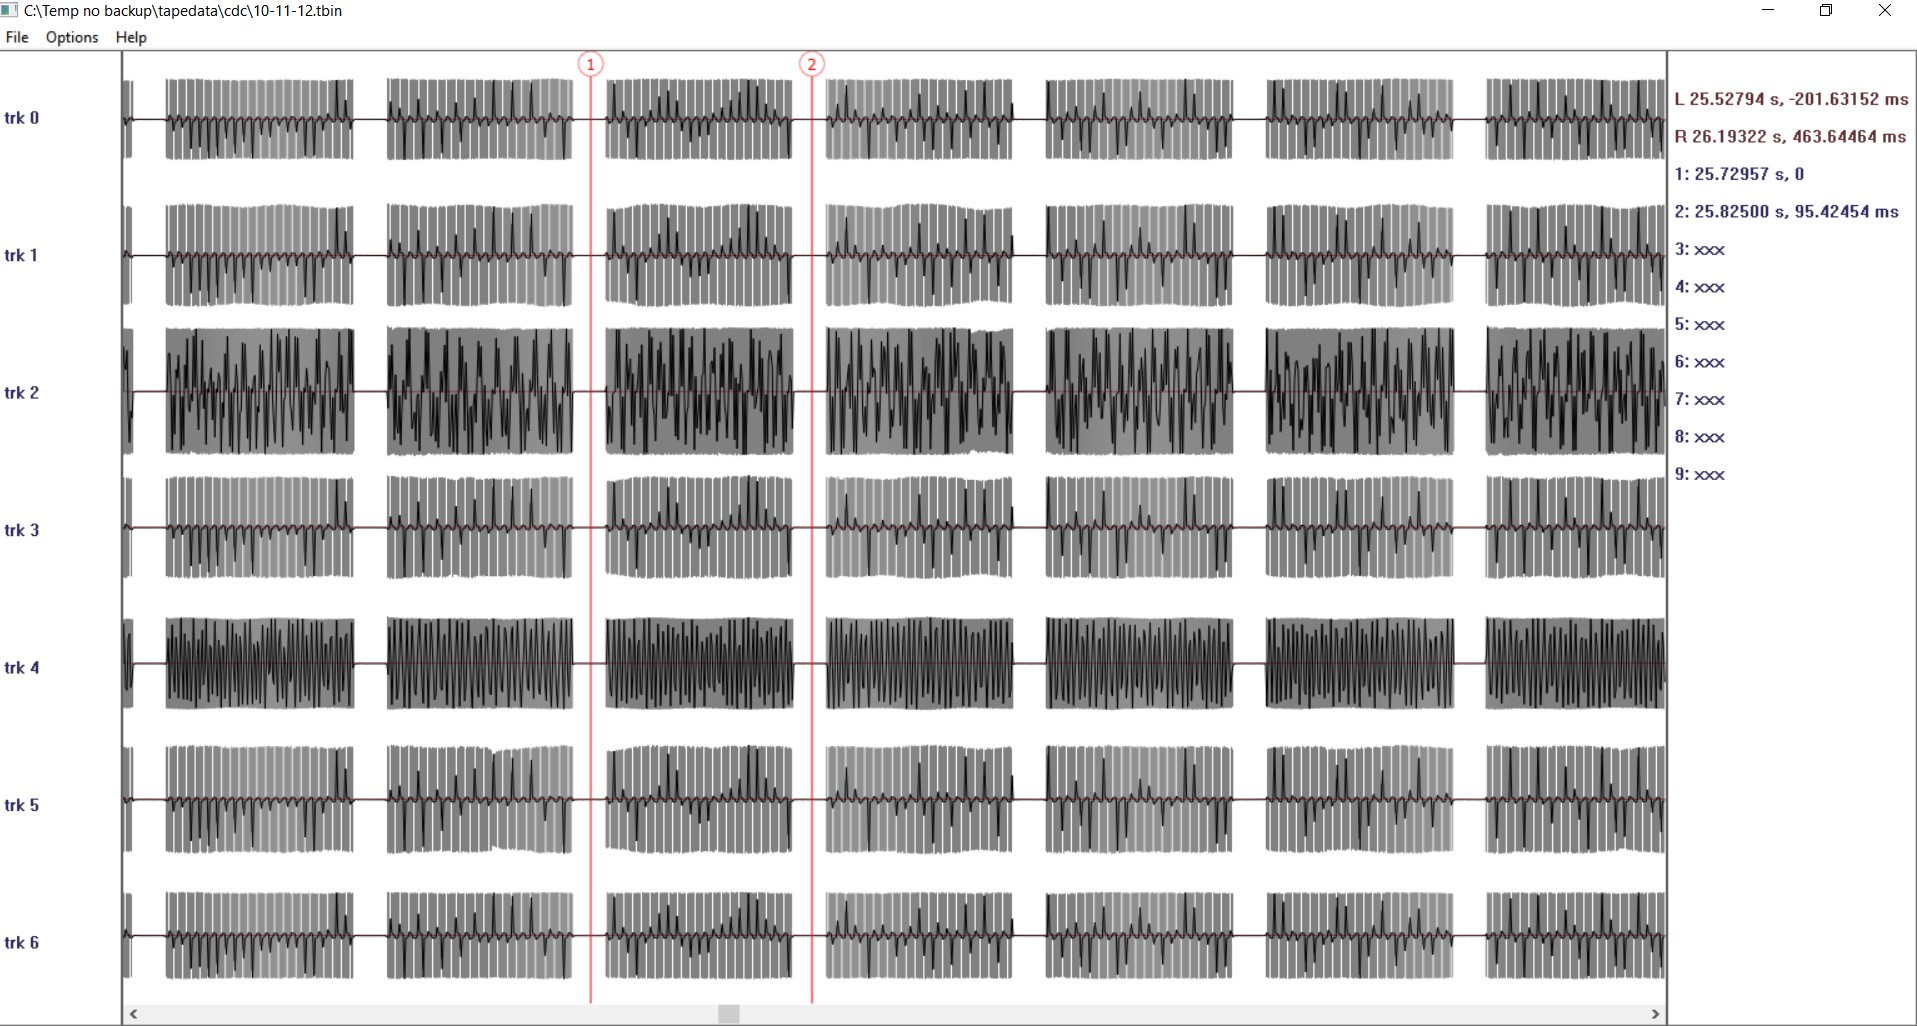 C:\Temp no backup\tapedata\cdc\10-11-12.tbin
File Options Help
1 2
trk 0
trk 1
trk 2
trk 3
trk 4
trk 5
trk 6
L 25.52794 s, -201.63152 ms
R 26.19322 s, 463.64464 ms
1: 25.72957 s, 0
2: 25.82500 s, 95.42454 ms
3: xxx
4: xxx
5: xxx
6: xxx
7: xxx
8: xxx
9: xxx